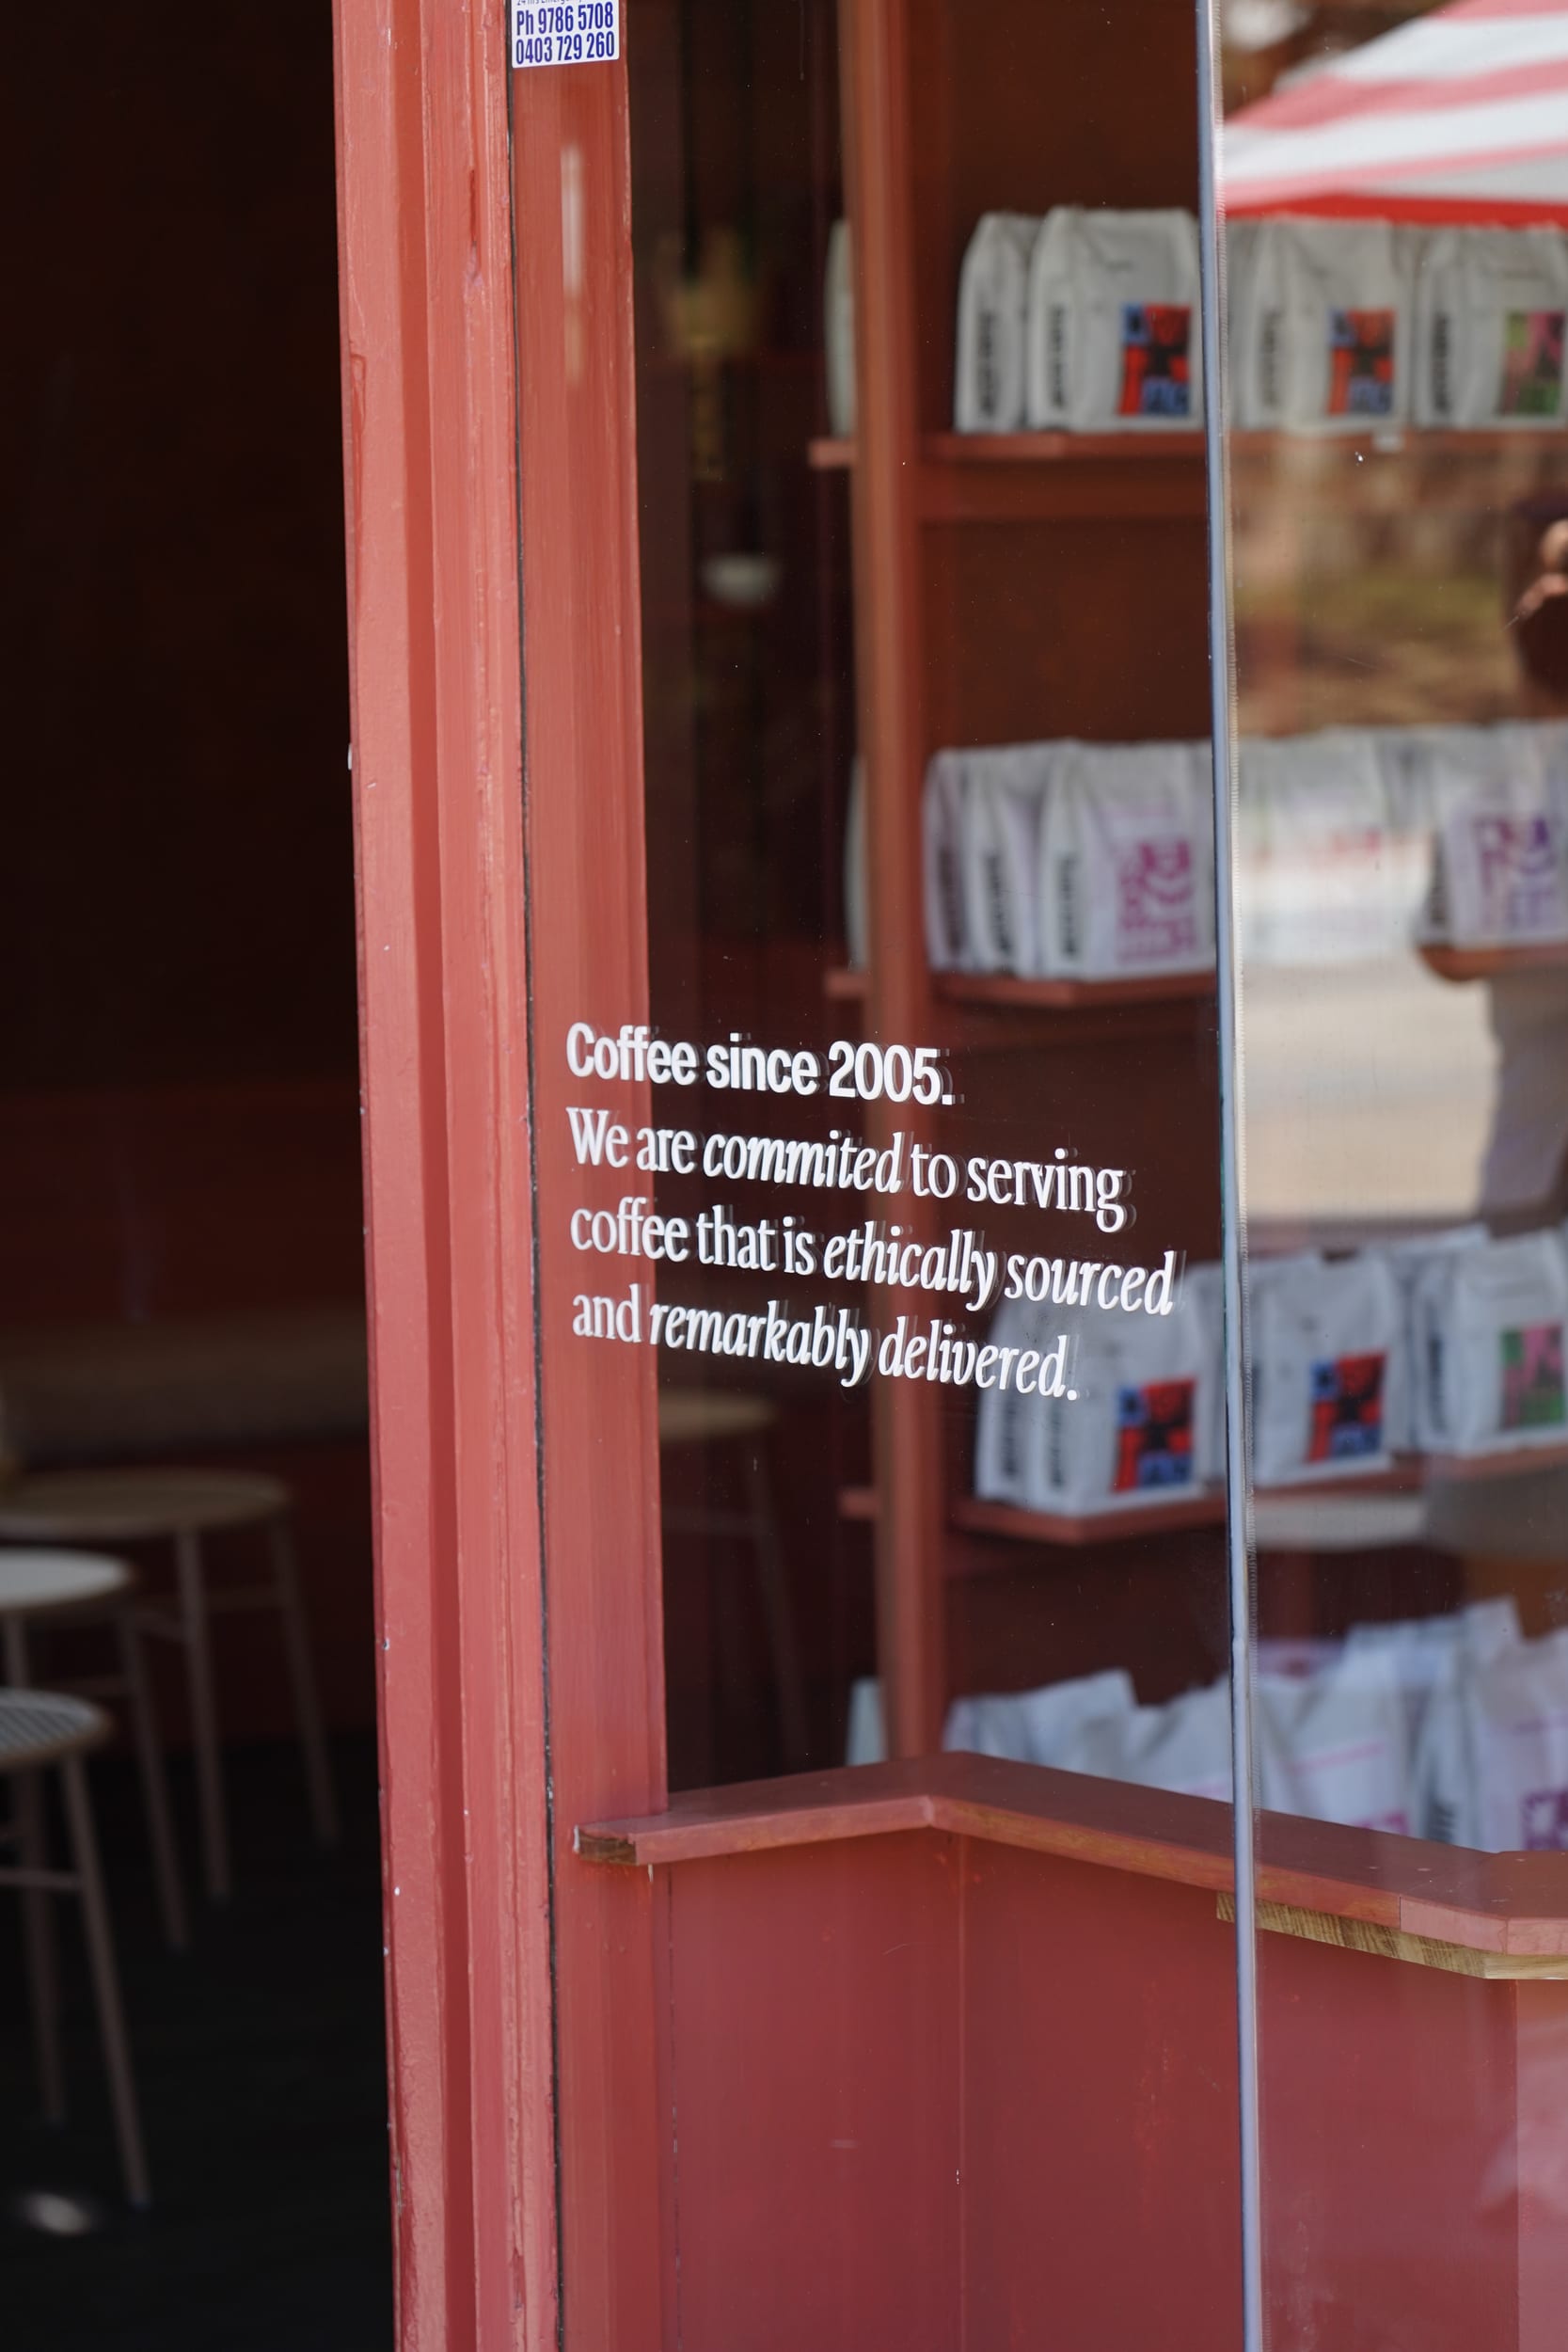 Ph 9786 5708
0403 729 260
Coffee since 2005.
We are commited to serving
coffee that is ethically sourced
and remarkably delivered.